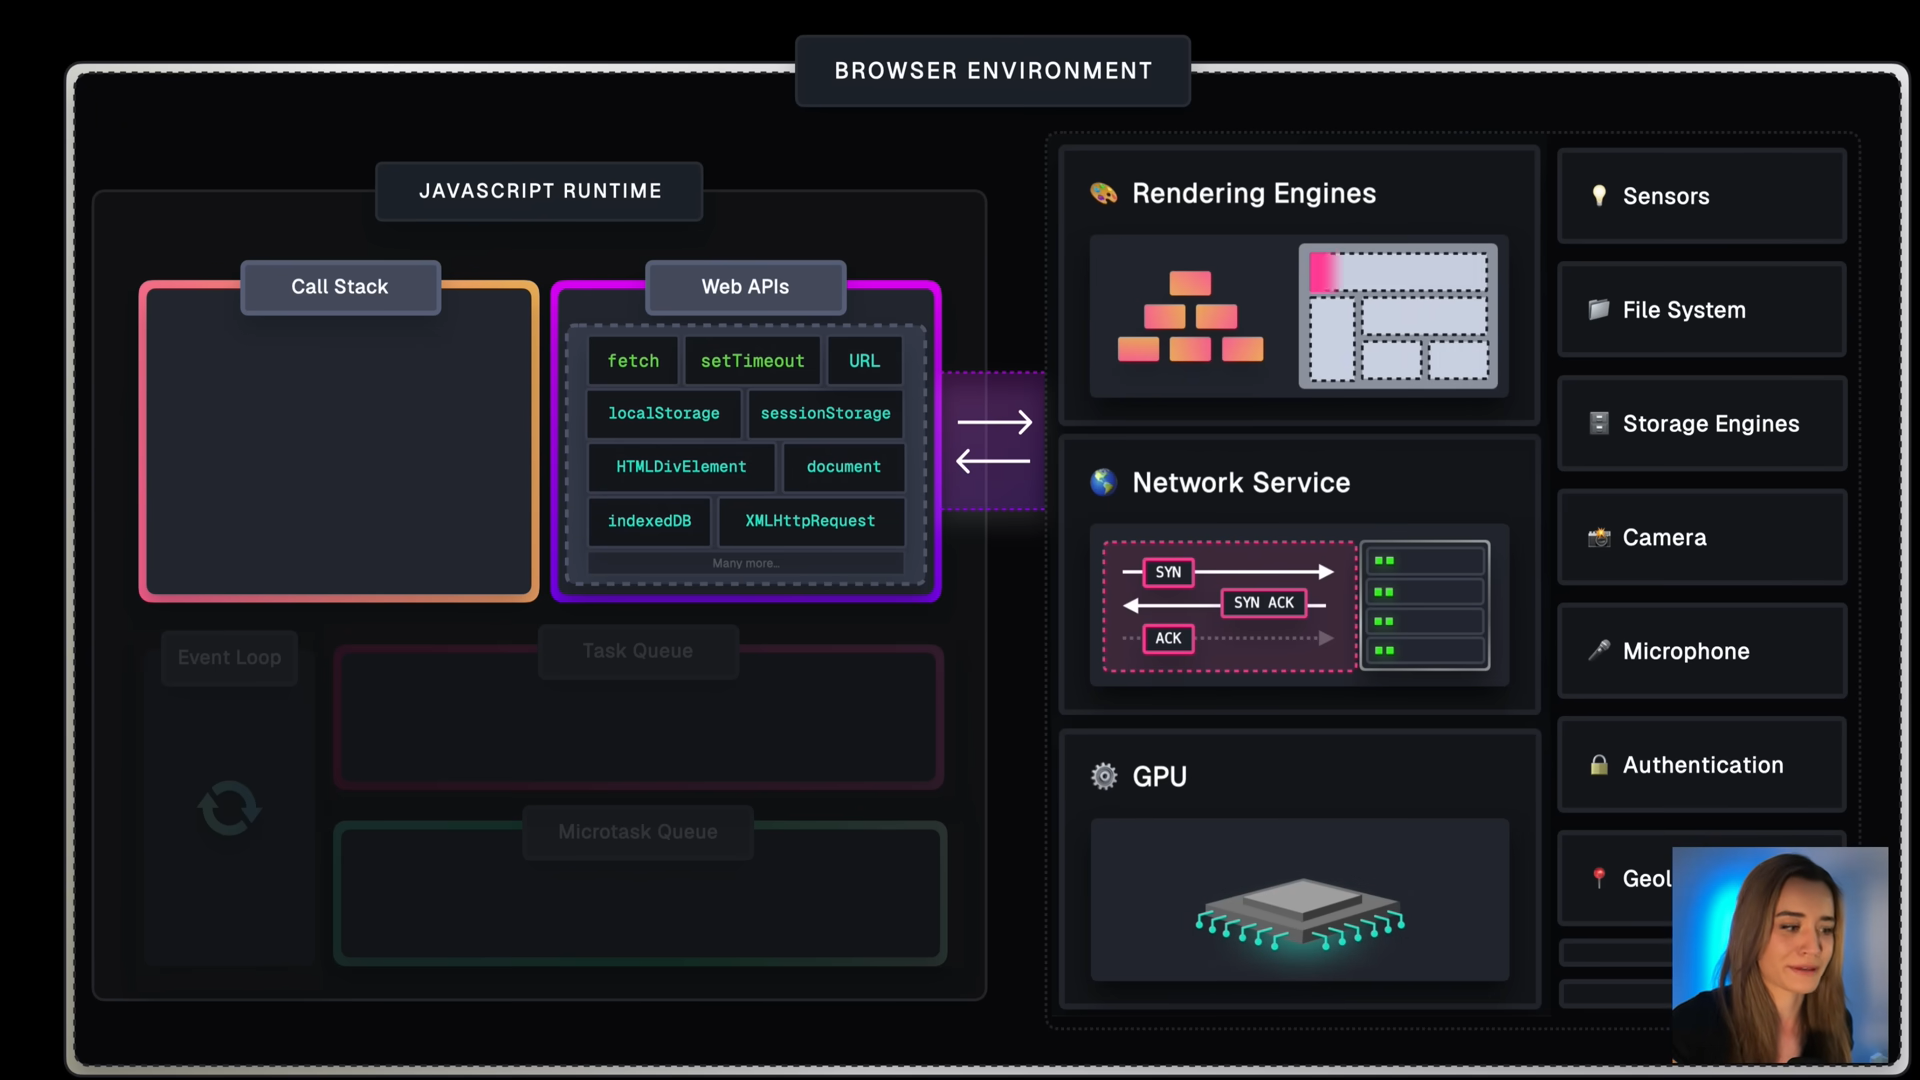 BROWSER ENVIRONMENT
JAVASCRIPT RUNTIME
Call Stack
Web APIs
fetch
setTimeout
URL
localStorage
sessionStorage
HTMLDivElement
document
indexedDB
XMLHttpRequest
Many more...
Event Loop
Task Queue
Microtask Queue
Rendering Engines
Network Service
SYN
SYN ACK
ACK
GPU
Sensors
File System
Storage Engines
Camera
Microphone
Authentication
Geol